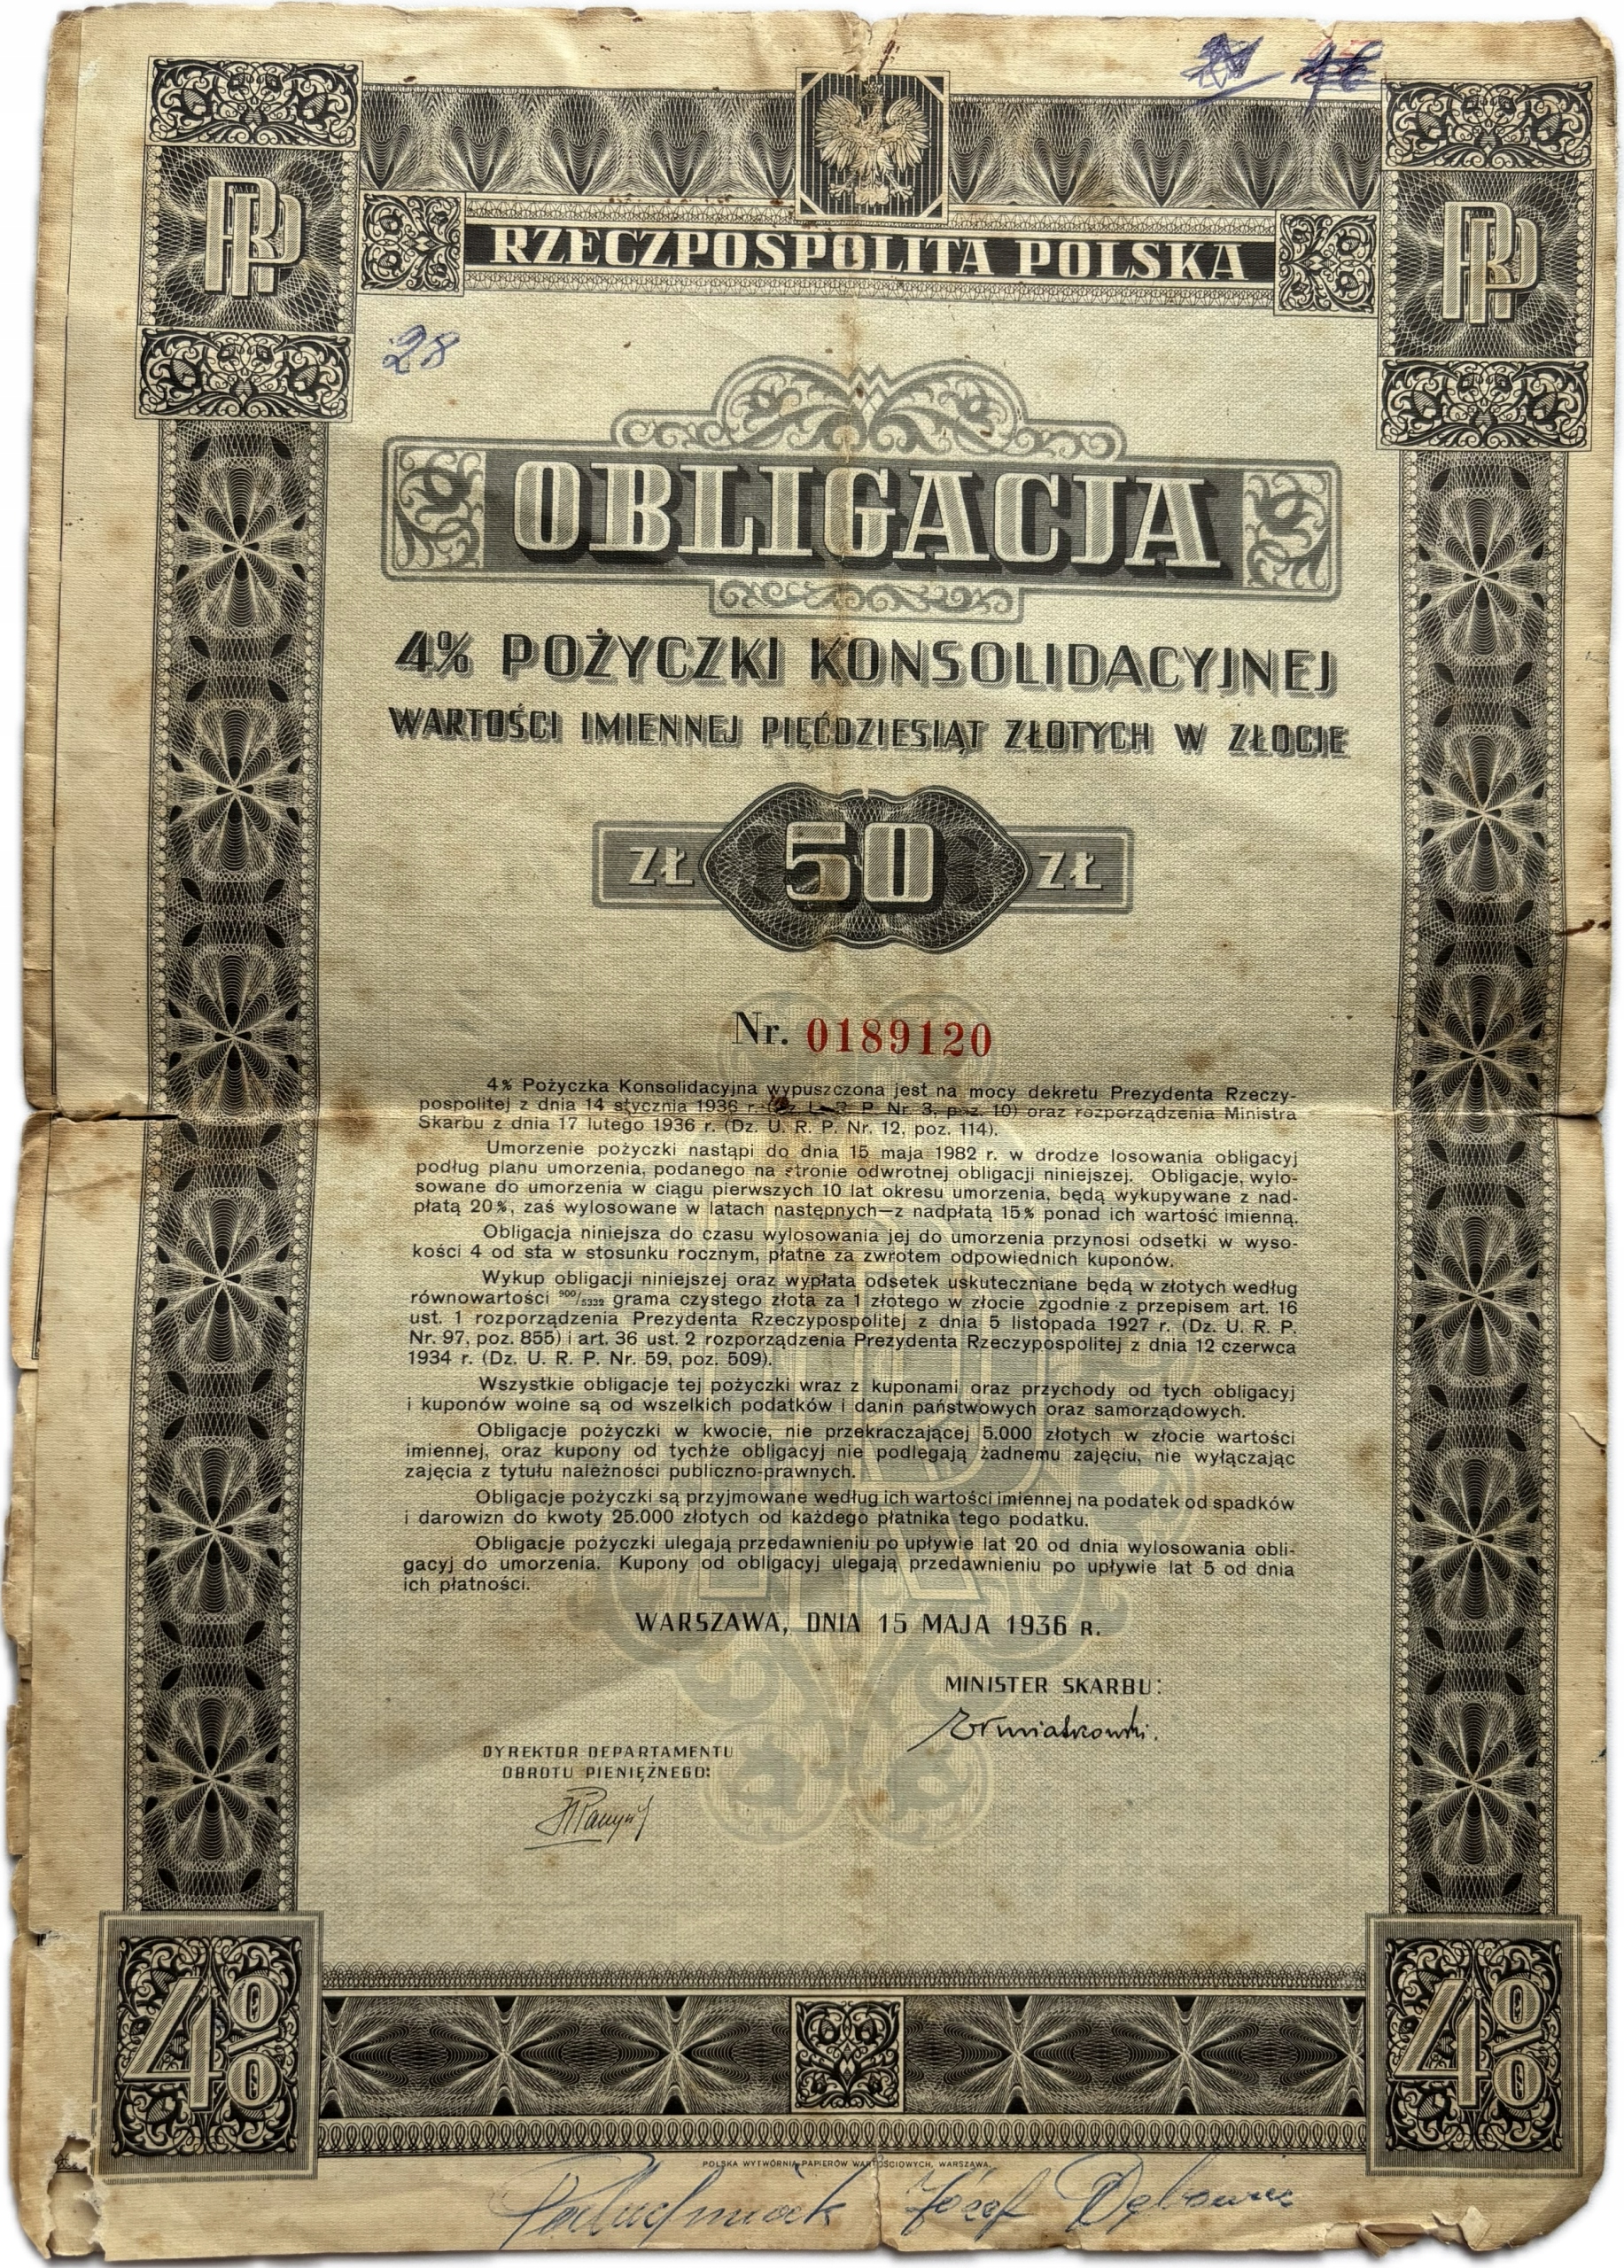 RP
RP
RZECZPOSPOLITA POLSKA
28
OBLIGACJA
4% POŻYCZKI KONSOLIDACYJNEJ
WARTOŚCI IMIENNEJ PIĘĆDZIESIĄT ZŁOTYCH W ZŁOCIE
ZŁ 50 ZŁ
Nr. 0189120
4% Pożyczka Konsolidacyjna wypuszczona jest na mocy dekretu Prezydenta Rzeczy-
pospolitej z dnia 14 stycznia 1936 r. (Dz. U. R. P. Nr. 3, poz. 10) oraz rozporządzenia Ministra
Skarbu z dnia 17 lutego 1936 r. (Dz. U. R. P. Nr. 12, poz. 114).
Umorzenie pożyczki nastąpi do dnia 15 maja 1982 r. w drodze losowania obligacyj
podług planu umorzenia, podanego na stronie odwrotnej obligacji niniejszej. Obligacje, wylo-
sowane do umorzenia w ciągu pierwszych 10 lat okresu umorzenia, będą wykupywane z nad-
płatą 20%, zaś wylosowane w latach następnych—z nadpłatą 15% ponad ich wartość imienną.
Obligacja niniejsza do czasu wylosowania jej do umorzenia przynosi odsetki w wyso-
kości 4 od sta w stosunku rocznym, płatne za zwrotem odpowiednich kuponów.
Wykup obligacji niniejszej oraz wypłata odsetek uskuteczniane będą w złotych według
równowartości 900/5332 grama czystego złota za 1 złotego w złocie zgodnie z przepisem art. 16
ust. 1 rozporządzenia Prezydenta Rzeczypospolitej z dnia 5 listopada 1927 r. (Dz. U. R. P.
Nr. 97, poz. 855) i art. 36 ust. 2 rozporządzenia Prezydenta Rzeczypospolitej z dnia 12 czerwca
1934 r. (Dz. U. R. P. Nr. 59, poz. 509).
Wszystkie obligacje tej pożyczki wraz z kuponami oraz przychody od tych obligacyj
i kuponów wolne są od wszelkich podatków i danin państwowych oraz samorządowych.
Obligacje pożyczki w kwocie, nie przekraczającej 5.000 złotych w złocie wartości
imiennej, oraz kupony od tychże obligacyj nie podlegają żadnemu zajęciu, nie wyłączając
zajęcia z tytułu należności publiczno-prawnych.
Obligacje pożyczki są przyjmowane według ich wartości imiennej na podatek od spadków
i darowizn do kwoty 25.000 złotych od każdego płatnika tego podatku.
Obligacje pożyczki ulegają przedawnieniu po upływie lat 20 od dnia wylosowania obli-
gacyj do umorzenia. Kupony od obligacyj ulegają przedawnieniu po upływie lat 5 od dnia
ich płatności.
WARSZAWA, DNIA 15 MAJA 1936 R.
MINISTER SKARBU:
DYREKTOR DEPARTAMENTU
OBROTU PIENIĘŻNEGO:
4%
4%
POLSKA WYTWÓRNIA PAPIERÓW WARTOŚCIOWYCH, WARSZAWA.
Józef